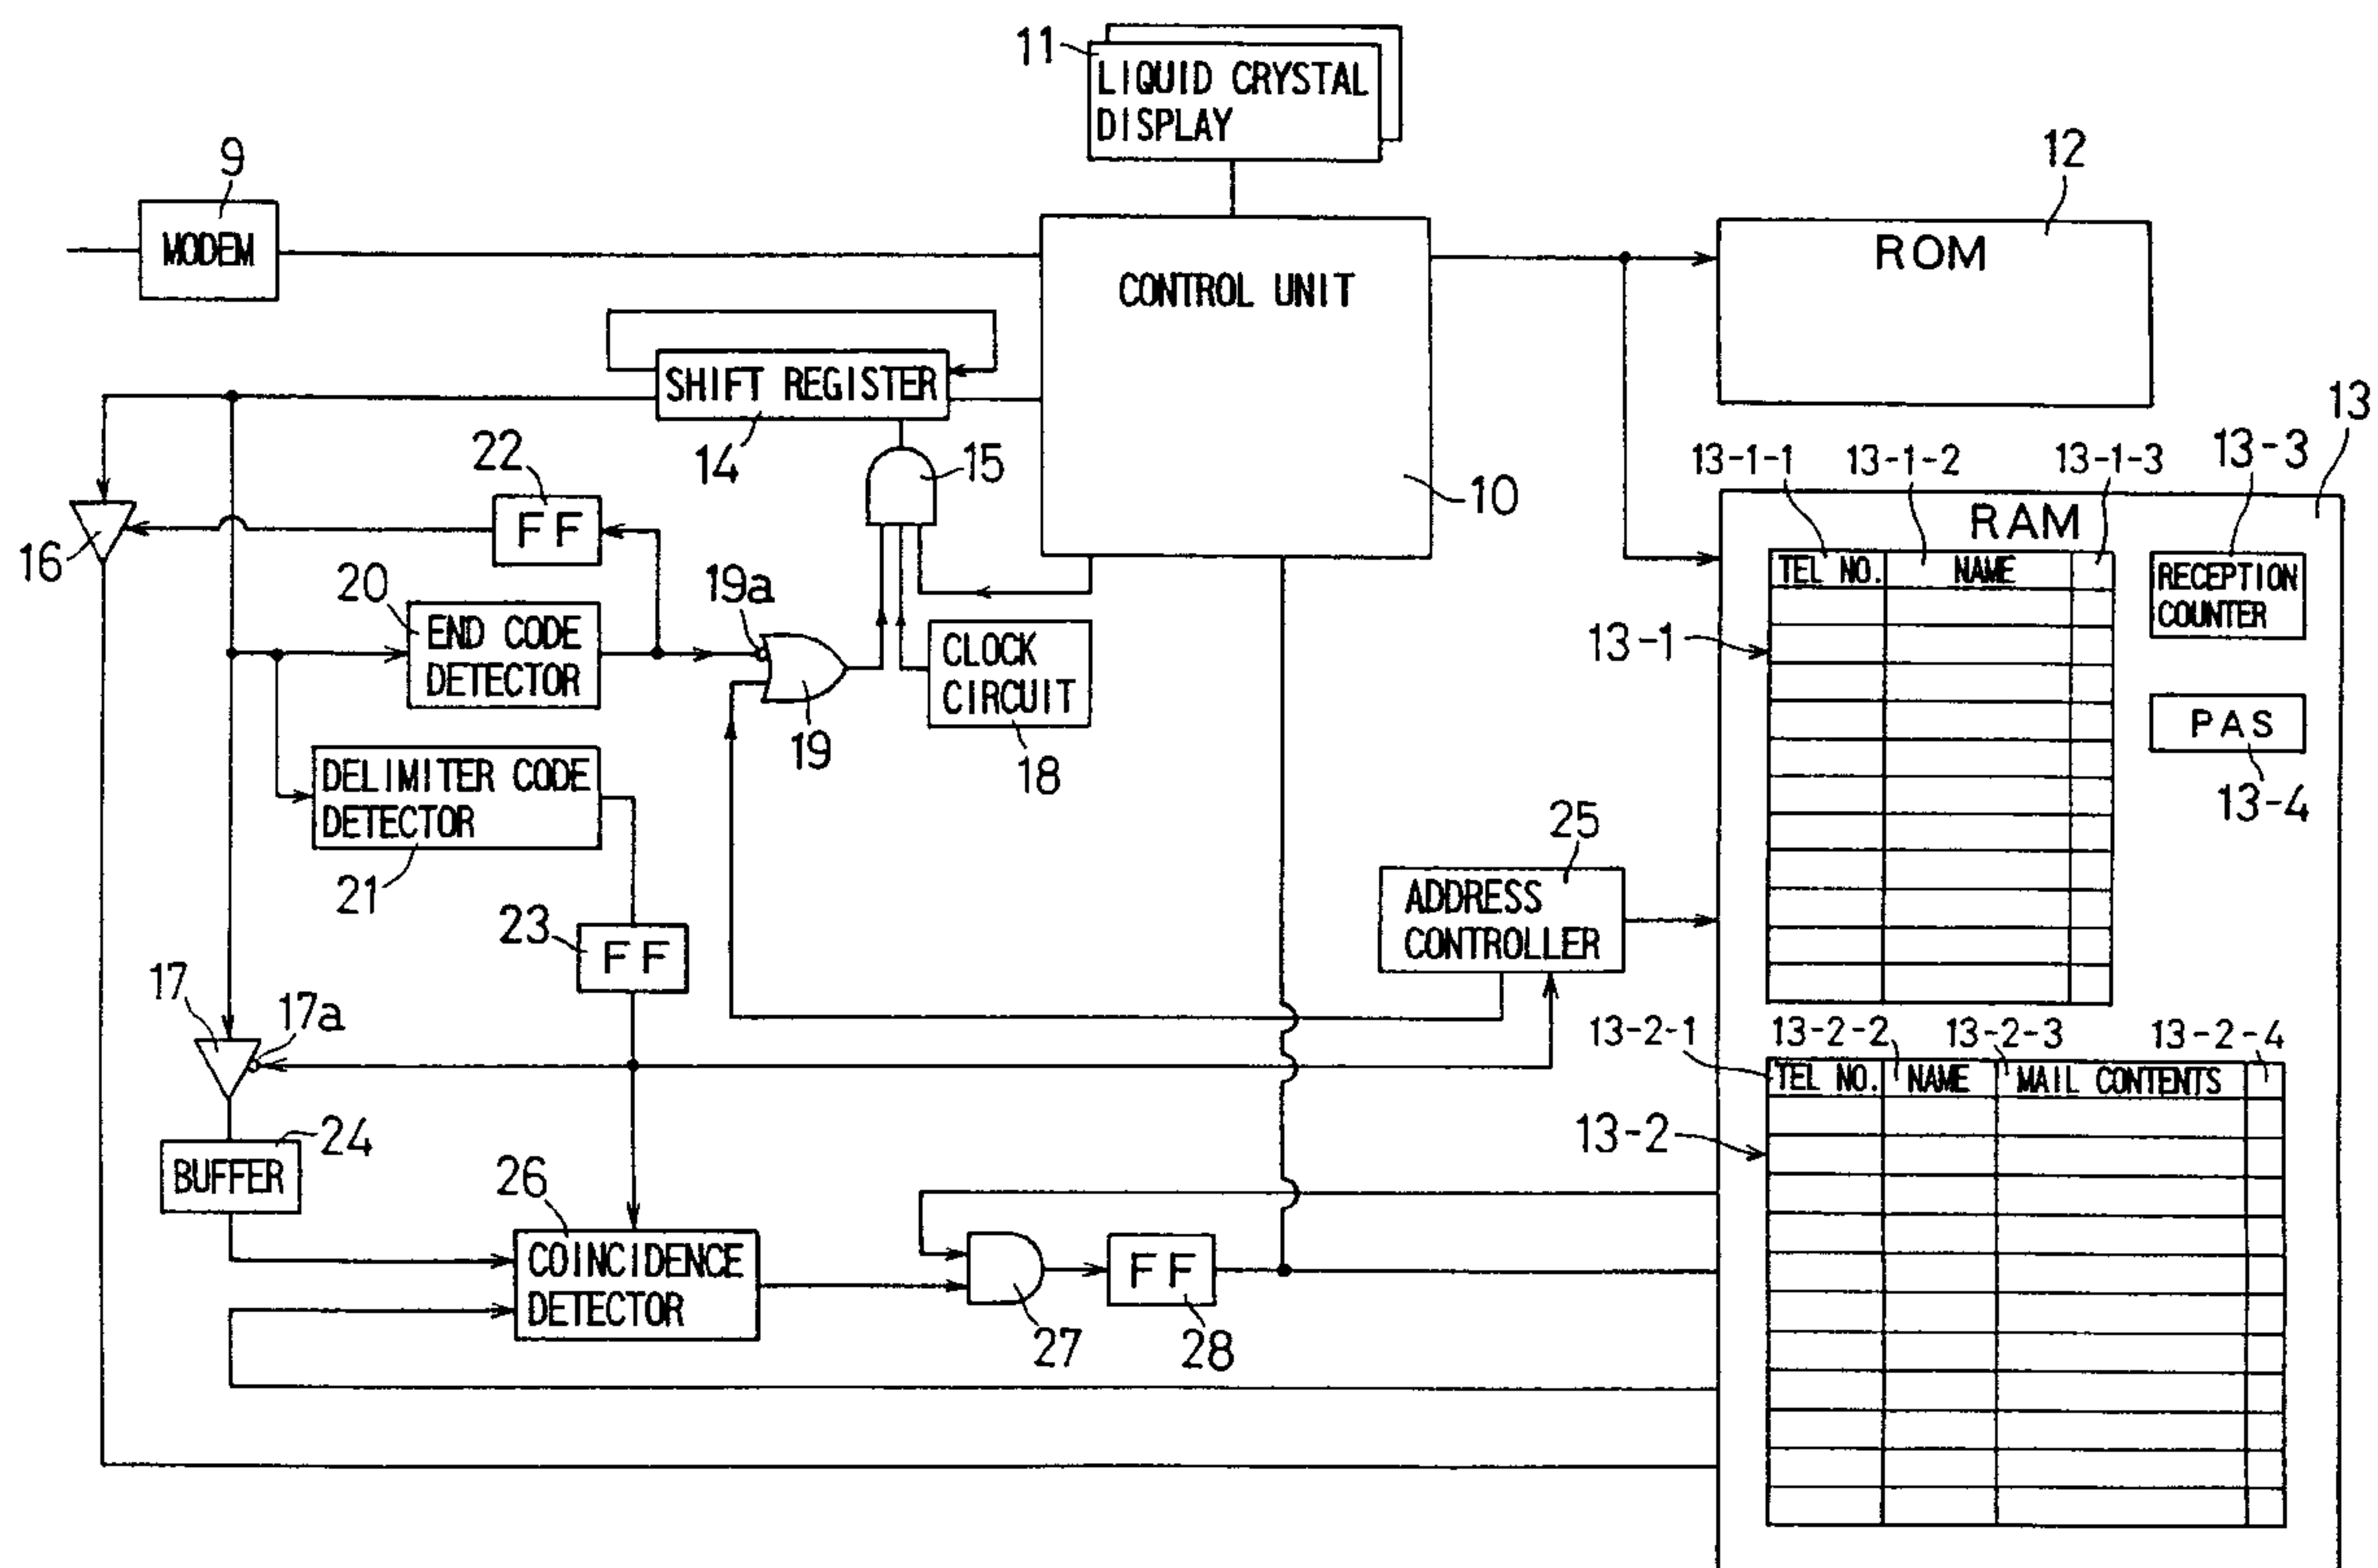 11
LIQUID CRYSTAL
DISPLAY
9
MODEM
12
ROM
CONTROL UNIT
10
SHIFT REGISTER
14
15
13
22
FF
16
20
END CODE
DETECTOR
19a
19
CLOCK
CIRCUIT
18
DELIMITER CODE
DETECTOR
21
23
FF
17
17a
24
BUFFER
25
ADDRESS
CONTROLLER
26
COINCIDENCE
DETECTOR
27
FF
28
13-1-1
13-1-2
13-1-3
13-3
RAM
TEL NO.
NAME
RECEPTION
COUNTER
13-1
PAS
13-4
13-2-1
13-2-2
13-2-3
13-2-4
TEL NO.
NAME
MAIL CONTENTS
13-2